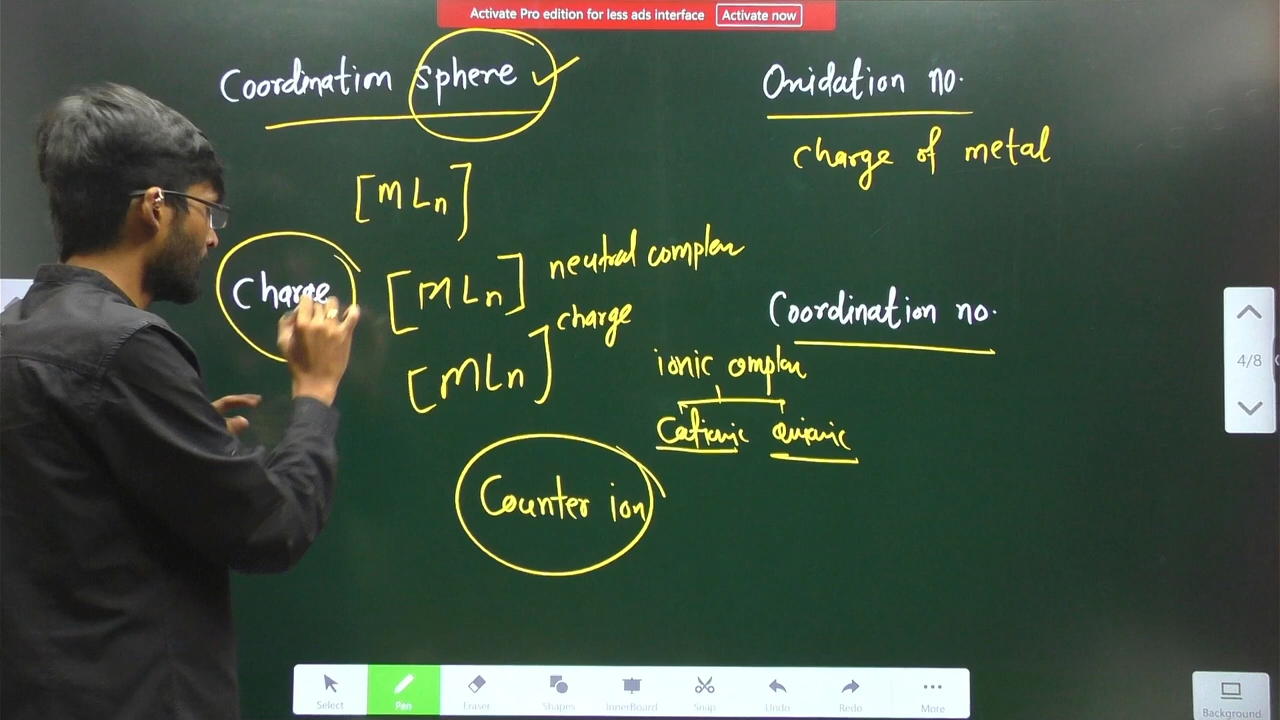 Activate Pro edition for less ads interface Activate now
Coordination sphere
Oxidation no.
charge of metal
[MLn]
[MLn] neutral complex
Charge
[MLn] charge
Coordination no.
ionic complex
Cationic anionic
Counter ion
4/8
Select Pen Eraser Shapes InnerBoard Snap Undo Redo More
Background